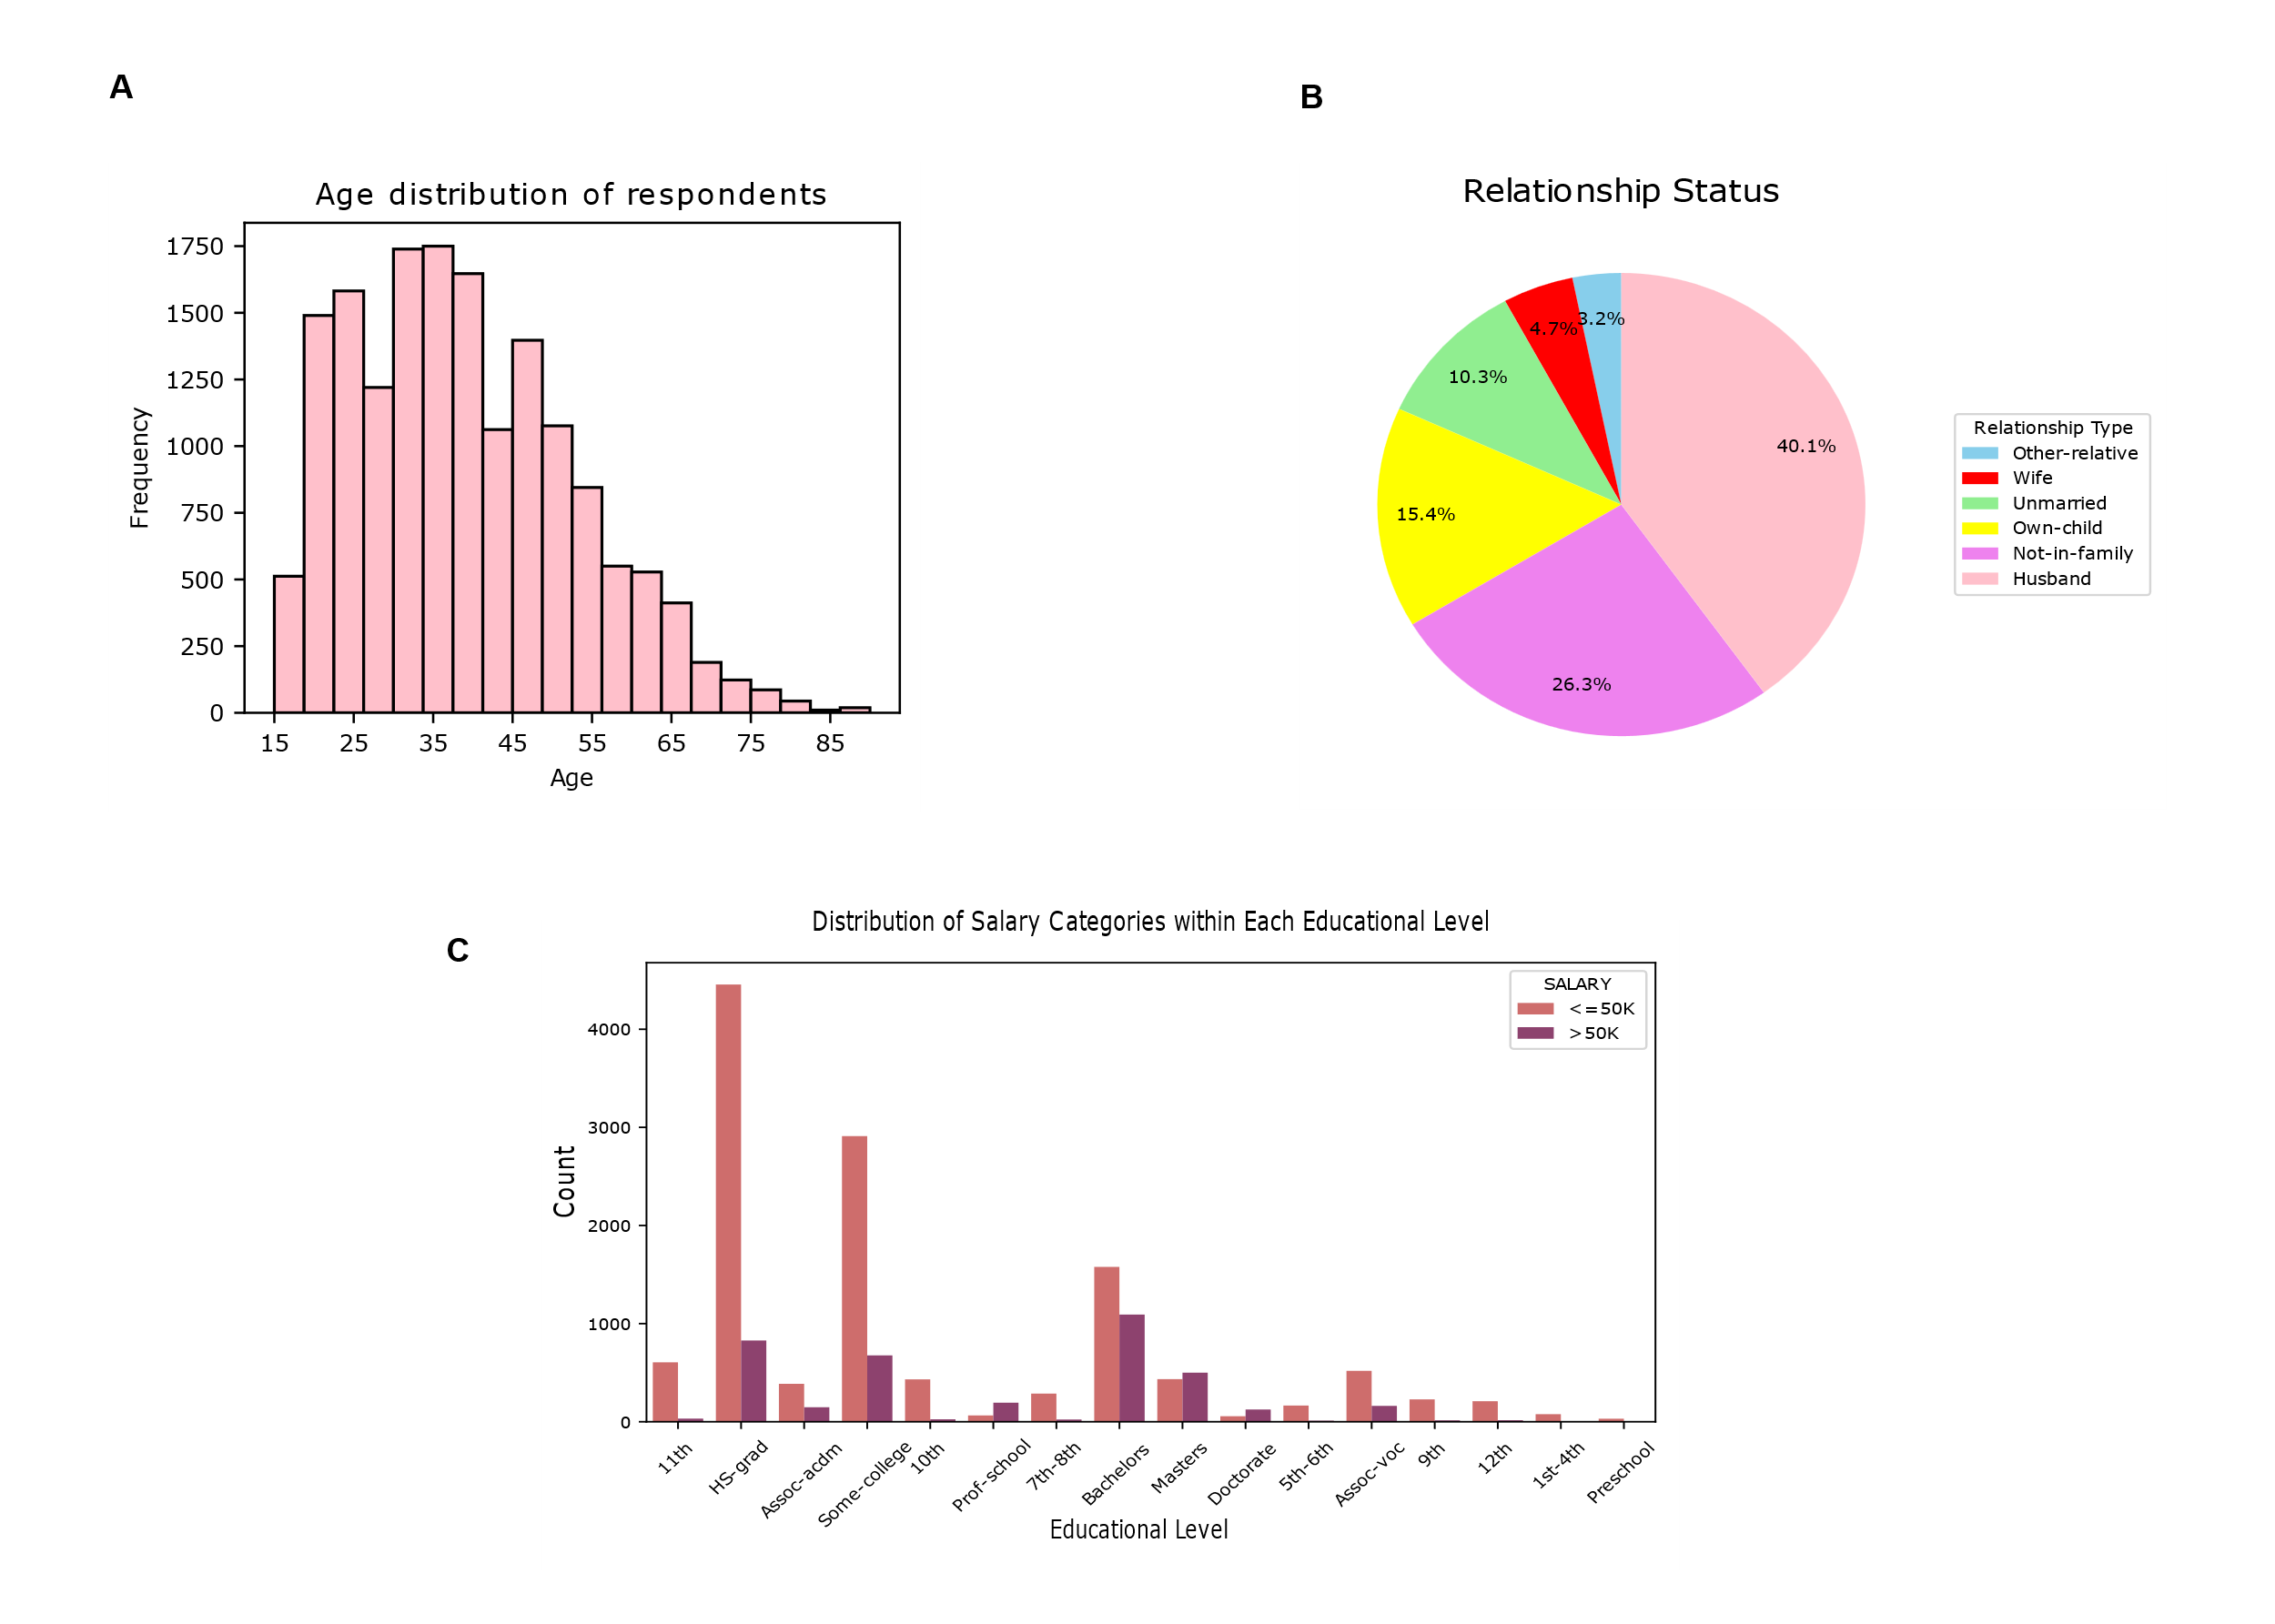 A
B
Age distribution of respondents
1750
1500
1250
1000
750
500
250
0
Frequency
15 25 35 45 55 65 75 85
Age
Relationship Status
3.2%
4.7%
10.3%
40.1%
15.4%
26.3%
Relationship Type
Other-relative
Wife
Unmarried
Own-child
Not-in-family
Husband
C
Distribution of Salary Categories within Each Educational Level
SALARY
<=50K
>50K
4000
3000
2000
1000
0
Count
11th HS-grad Assoc-acdm Some-college 10th Prof-school 7th-8th Bachelors Masters Doctorate 5th-6th Assoc-voc 9th 12th 1st-4th Preschool
Educational Level